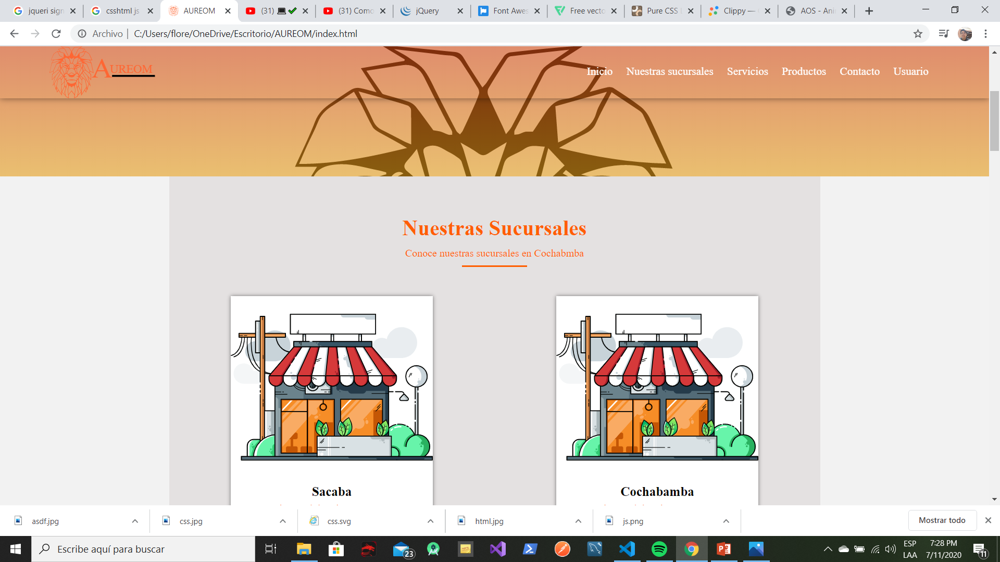 jqueri sign
csshtml js
AUREOM
(31)
(31) Como
jQuery
Font Awes
Free vecto
Pure CSS
Clippy —
AOS - Ani
Archivo
C:/Users/flore/OneDrive/Escritorio/AUREOM/index.html
AUREOM
Inicio
Nuestras sucursales
Servicios
Productos
Contacto
Usuario
Nuestras Sucursales
Conoce nuestras sucursales en Cochabmba
Sacaba
Cochabamba
asdf.jpg
css.jpg
css.svg
html.jpg
js.png
Mostrar todo
Escribe aquí para buscar
23
ESP
LAA
7:28 PM
7/11/2020
11